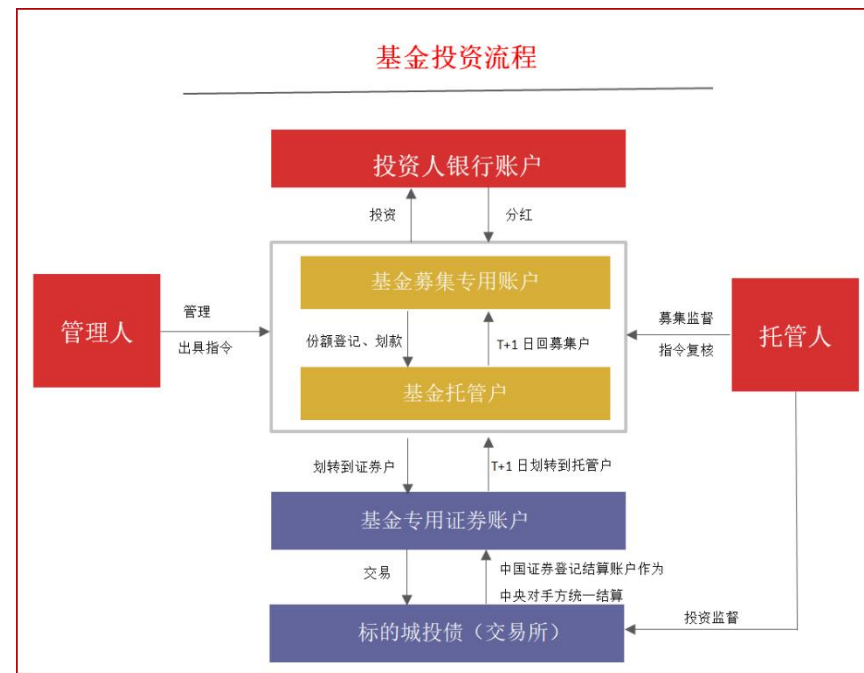 基金投资流程
投资人银行账户
投资
分红
基金募集专用账户
管理人
管理
出具指令
份额登记、划款
T+1 日回募集户
募集监督
指令复核
托管人
基金托管户
划转到证券户
T+1 日划转到托管户
基金专用证券账户
交易
中国证券登记结算账户作为
中央对手方统一结算
投资监督
标的城投债（交易所）